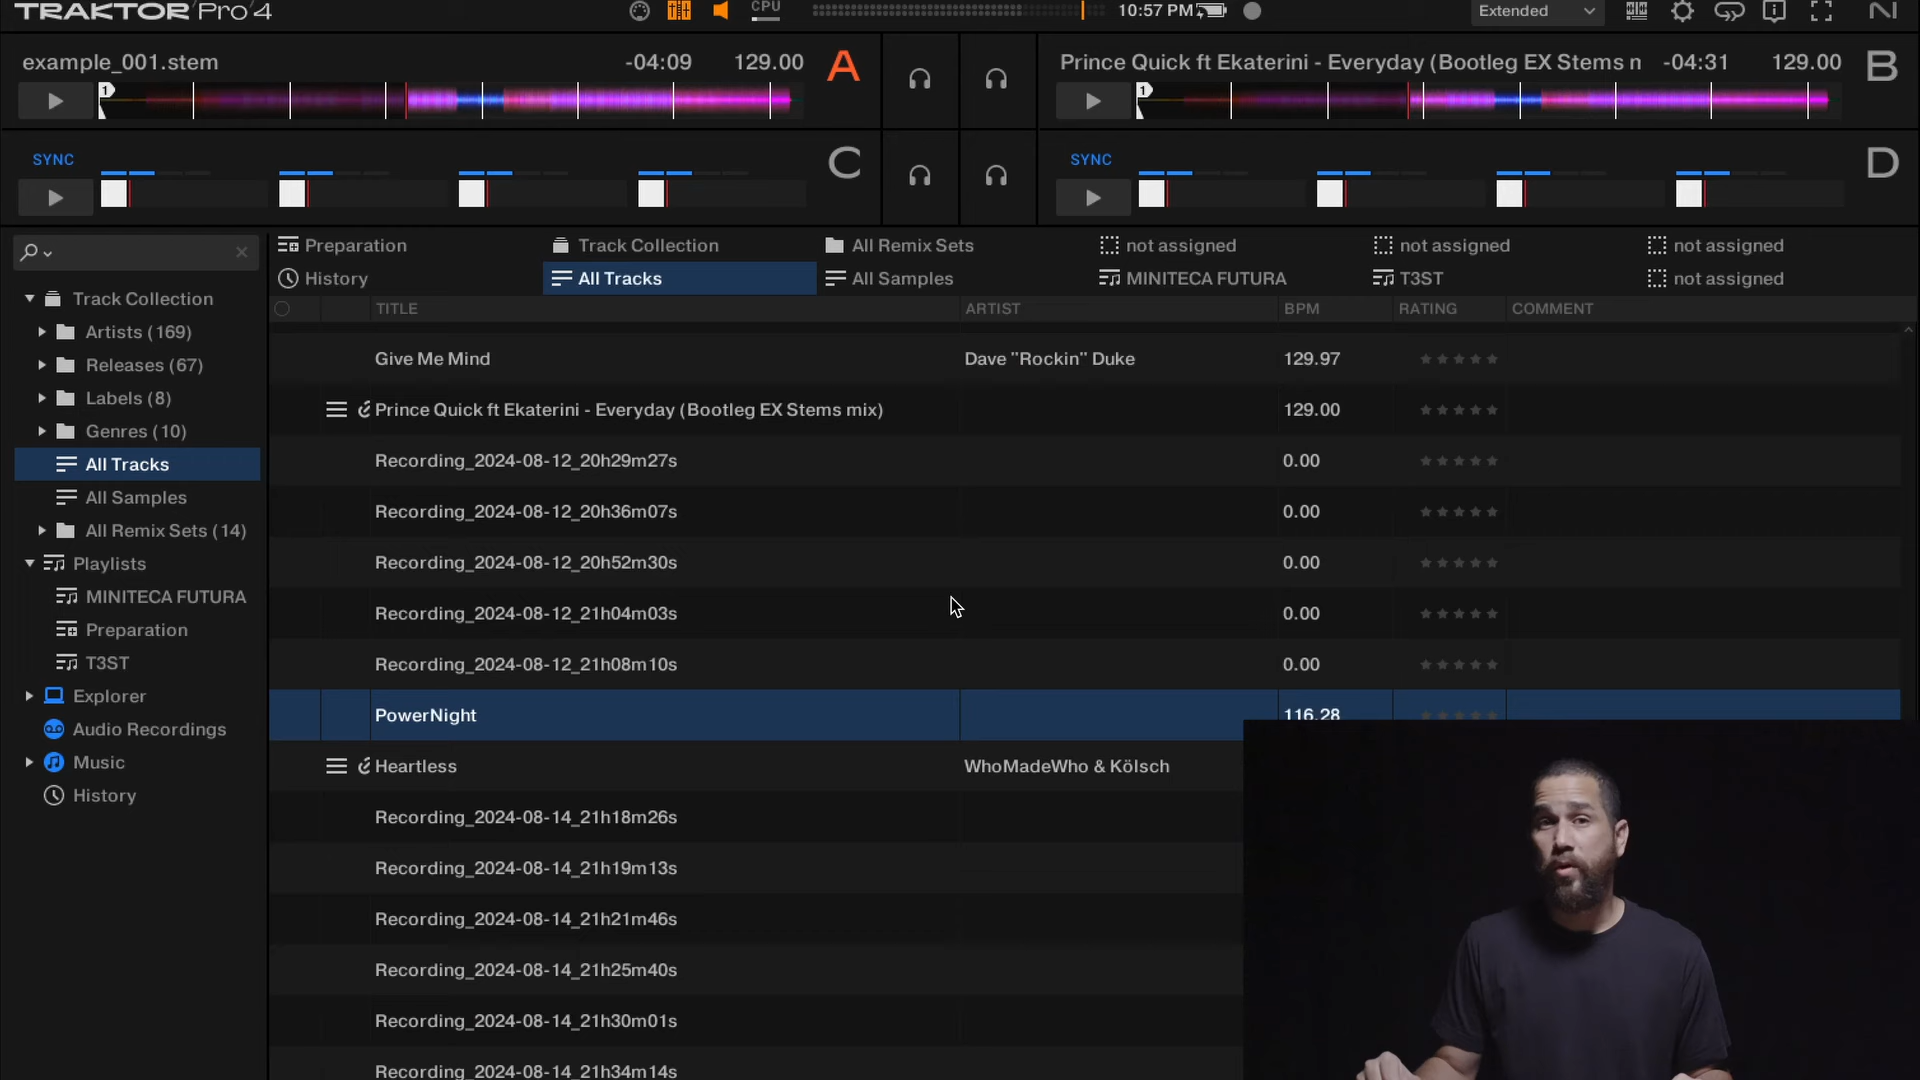 TRAKTOR Pro 4
CPU
10:57 PM
Extended
example_001.stem -04:09 129.00 A
1
Prince Quick ft Ekaterini - Everyday (Bootleg EX Stems n -04:31 129.00 B
1
SYNC C
SYNC D
Preparation Track Collection All Remix Sets not assigned not assigned not assigned
History All Tracks All Samples MINITECA FUTURA T3ST not assigned
TITLE ARTIST BPM RATING COMMENT
Track Collection
Artists (169)
Releases (67)
Labels (8)
Genres (10)
All Tracks
All Samples
All Remix Sets (14)
Playlists
MINITECA FUTURA
Preparation
T3ST
Explorer
Audio Recordings
Music
History
Give Me Mind Dave "Rockin" Duke 129.97
Prince Quick ft Ekaterini - Everyday (Bootleg EX Stems mix) 129.00
Recording_2024-08-12_20h29m27s 0.00
Recording_2024-08-12_20h36m07s 0.00
Recording_2024-08-12_20h52m30s 0.00
Recording_2024-08-12_21h04m03s 0.00
Recording_2024-08-12_21h08m10s 0.00
PowerNight 116.28
Heartless WhoMadeWho & Kölsch
Recording_2024-08-14_21h18m26s
Recording_2024-08-14_21h19m13s
Recording_2024-08-14_21h21m46s
Recording_2024-08-14_21h25m40s
Recording_2024-08-14_21h30m01s
Recording_2024-08-14_21h34m14s